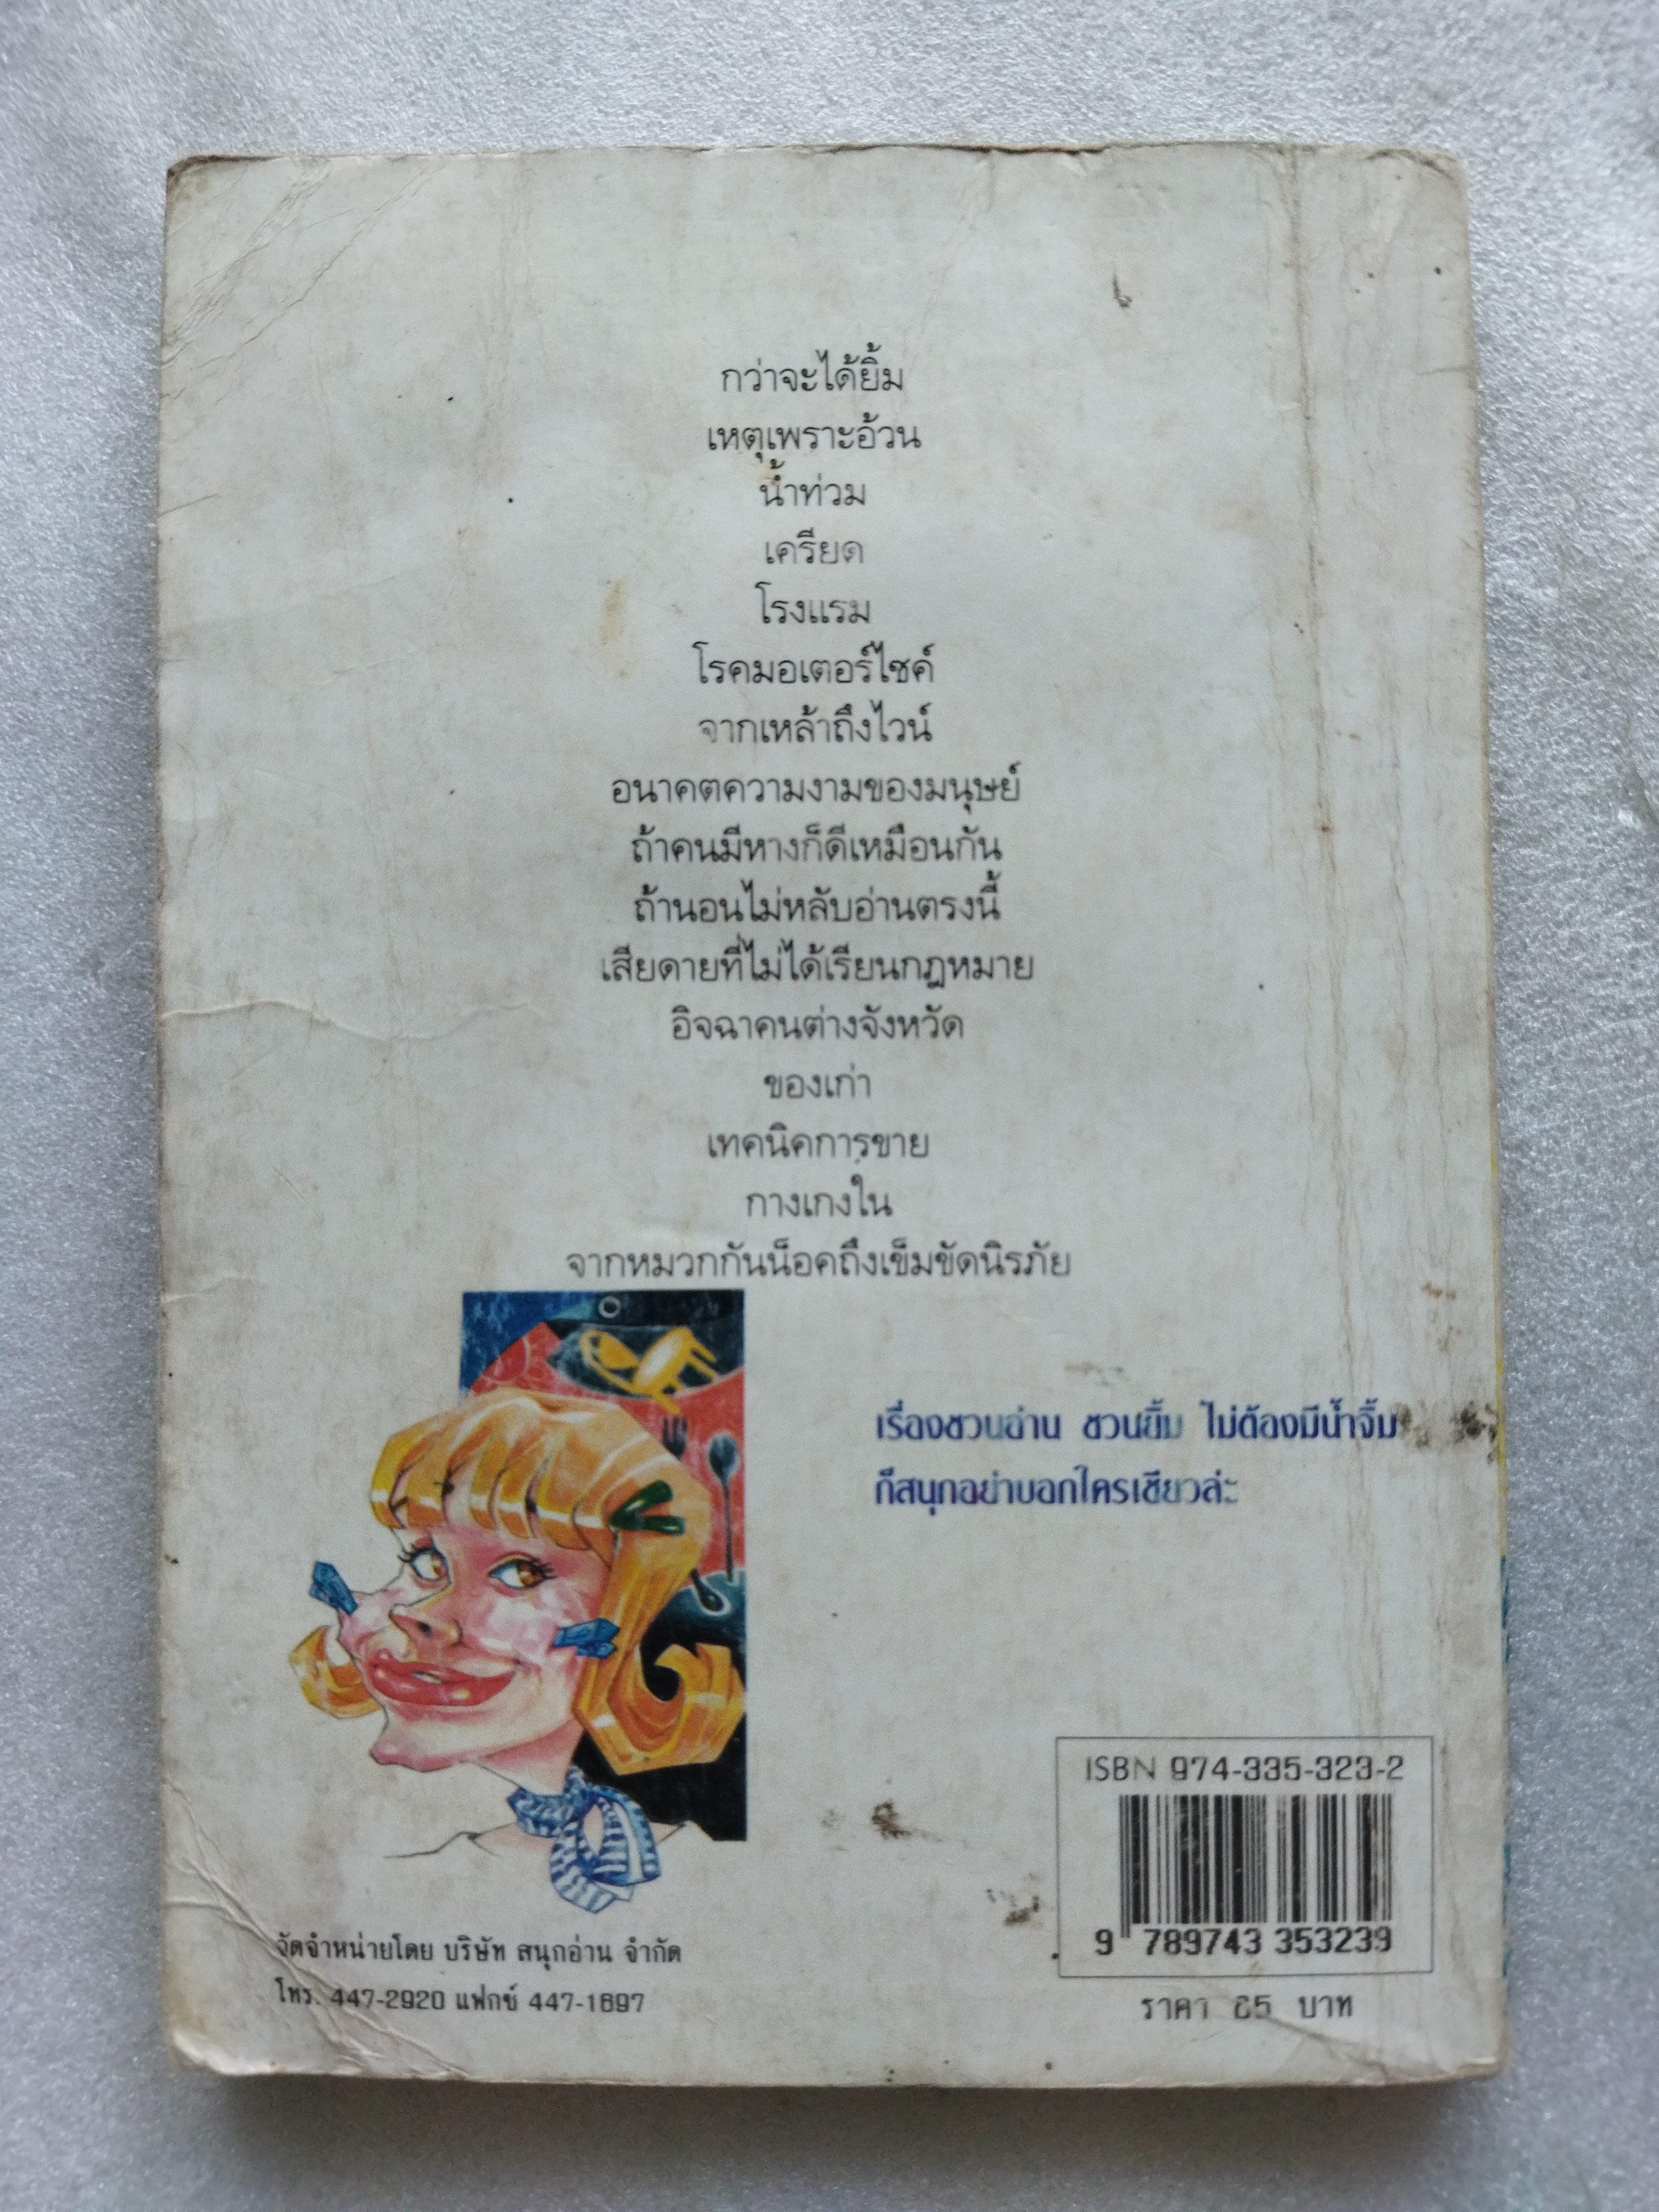 กว่าจะได้ยิ้ม
เหตุเพราะอ้วน
น้ำท่วม
เครียด
โรงแรม
โรคมอเตอร์ไซค์
จากเหล้าถึงไวน์
อนาคตความงามของมนุษย์
ถ้าคนมีหางก็ดีเหมือนกัน
ถ้านอนไม่หลับอ่านตรงนี้
เสียดายที่ไม่ได้เรียนกฎหมาย
อิจฉาคนต่างจังหวัด
ของเก่า
เทคนิคการขาย
กางเกงใน
จากหมวกกันน็อคถึงเข็มขัดนิรภัย
เรื่องชวนอ่าน ชวนยิ้ม ไม่ต้องมีน้ำจิ้ม
ก็สนุกอย่าบอกใครเชียวล่ะ
ISBN 974-335-323-2
9 789743 353239
ราคา 85 บาท
จัดจำหน่ายโดย บริษัท สนุกอ่าน จำกัด
โทร. 447-2920 แฟกซ์ 447-1697